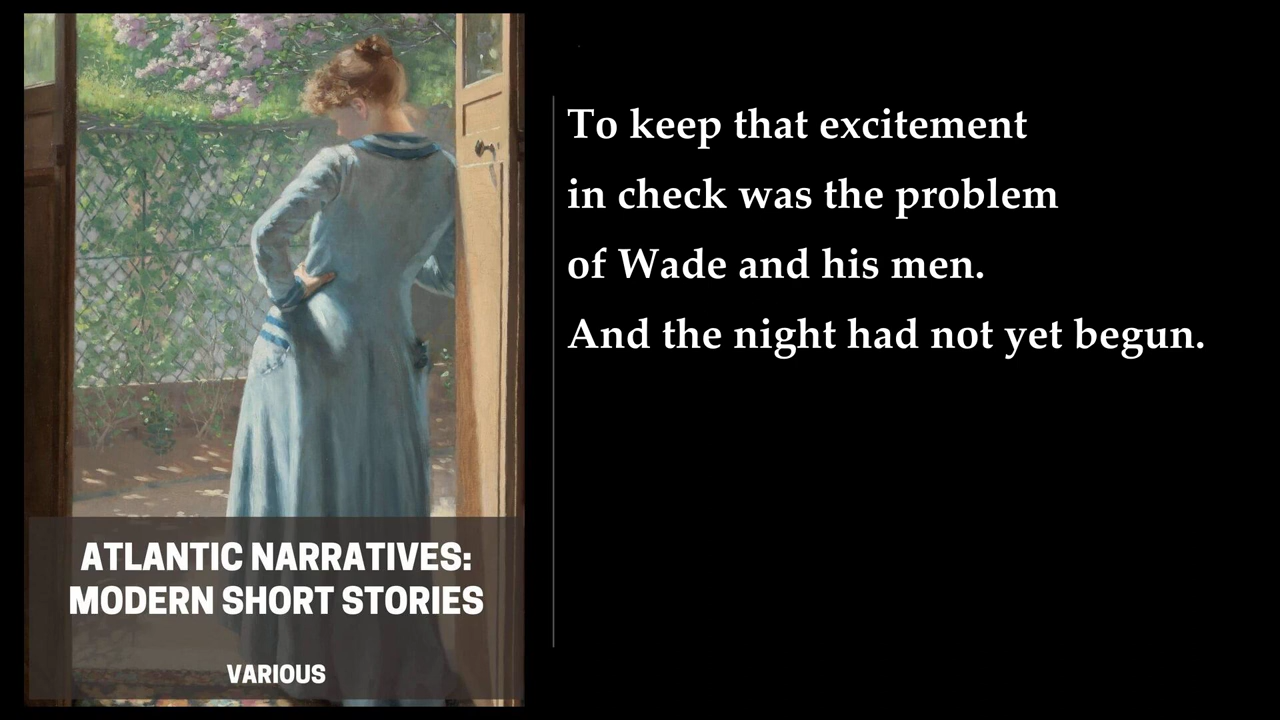 To keep that excitement
in check was the problem
of Wade and his men.
And the night had not yet begun.
ATLANTIC NARRATIVES:
MODERN SHORT STORIES
VARIOUS